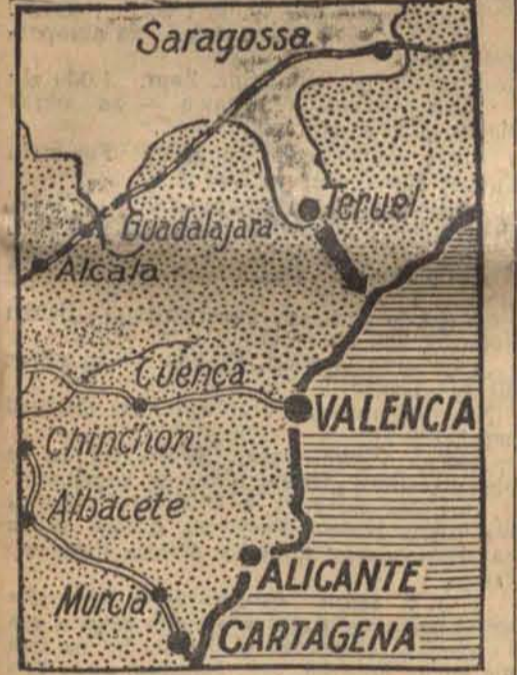 Saragossa
Teruel
Guadalajara
Alcala
Cuenca
VALENCIA
Chinchon
Albacete
ALICANTE
Murcia
CARTAGENA